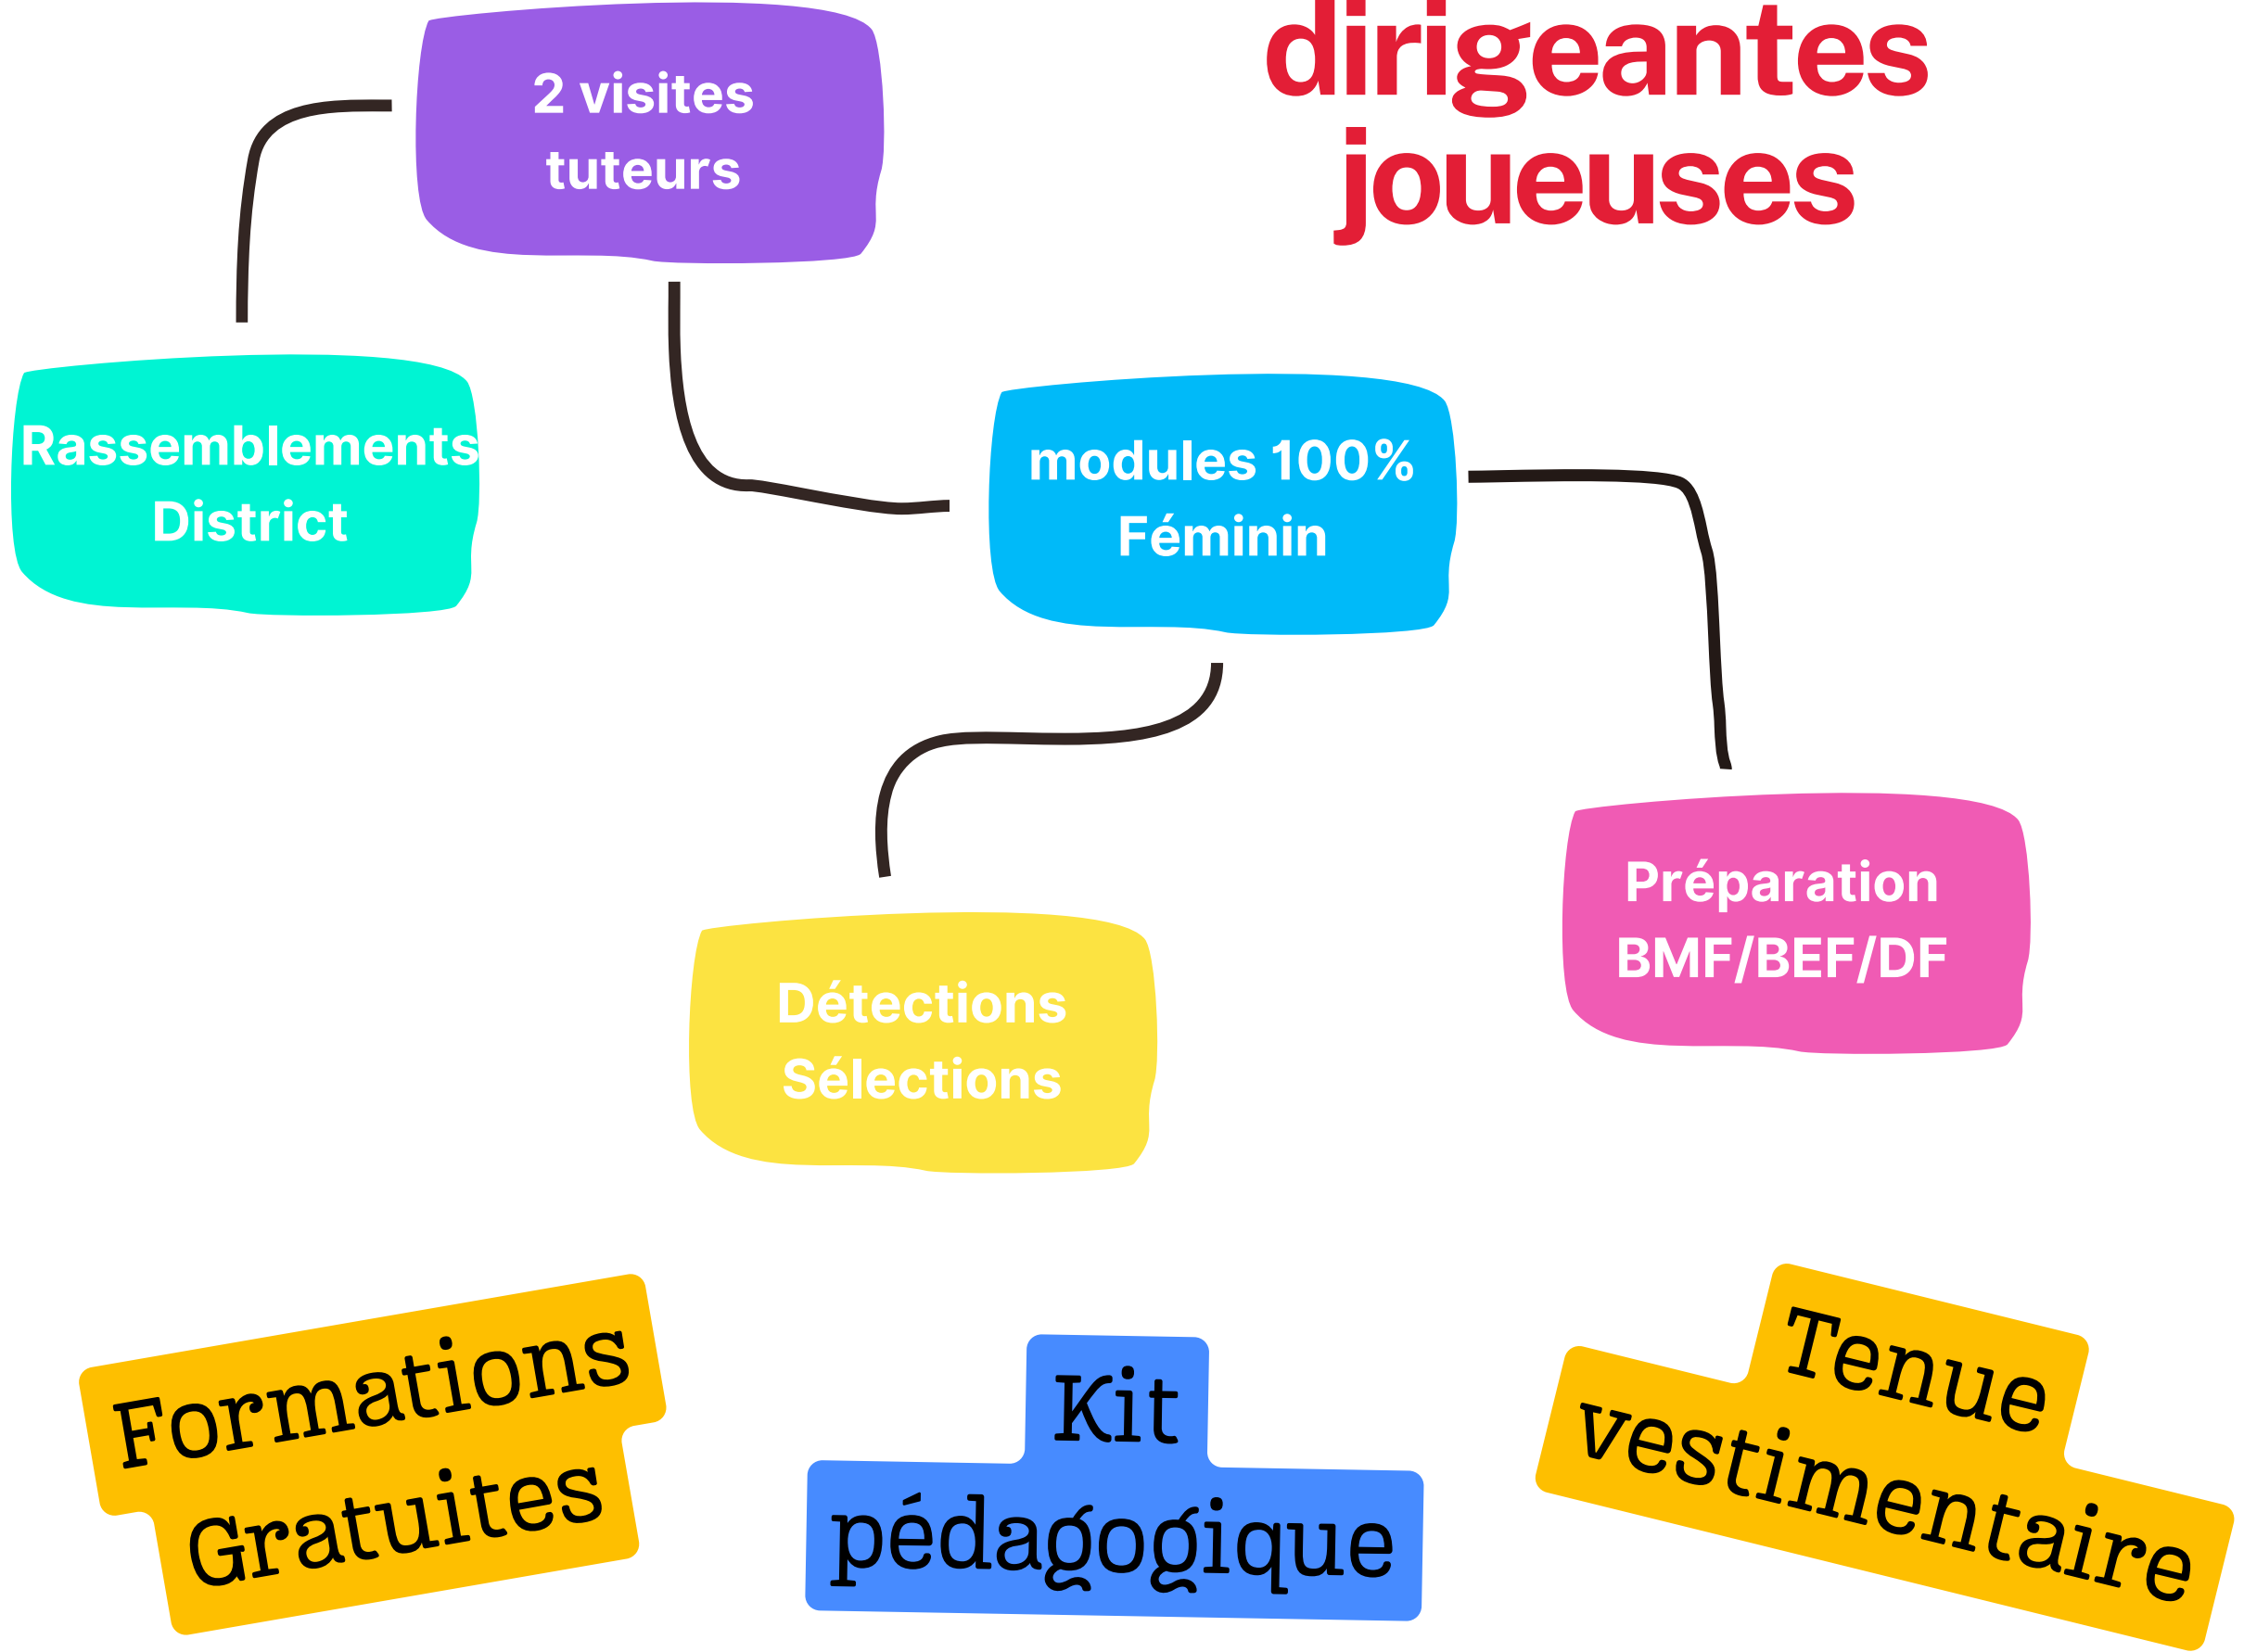 dirigeantes
joueuses
2 visites
tuteurs
Rassemblements
District
modules 100%
Féminin
Préparation
BMF/BEF/DF
Détections
Sélections
Formations
Gratuites
Kit
pédagogique
Tenue
vestimentaire